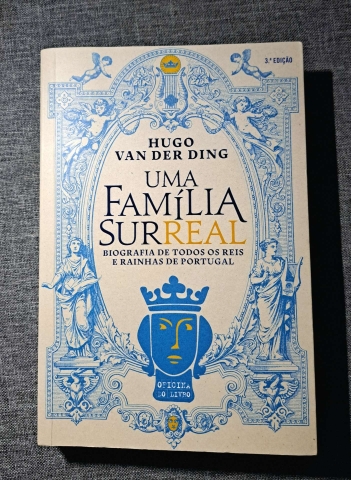 3.ª EDIÇÃO
HUGO
VAN DER DING
UMA
FAMÍLIA
SURREAL
BIOGRAFIA DE TODOS OS REIS
E RAINHAS DE PORTUGAL
OFICINA
DO LIVRO